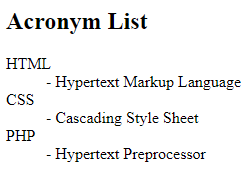 Acronym List
HTML
- Hypertext Markup Language
CSS
- Cascading Style Sheet
PHP
- Hypertext Preprocessor